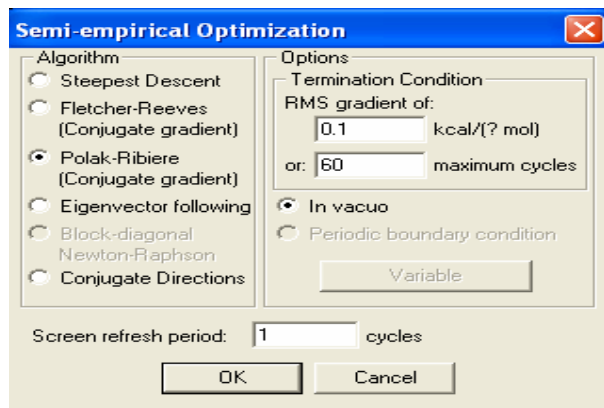 Semi-empirical Optimization
Algorithm
Steepest Descent
Fletcher-Reeves
(Conjugate gradient)
Polak-Ribiere
(Conjugate gradient)
Eigenvector following
Block-diagonal
Newton-Raphson
Conjugate Directions
Options
Termination Condition
RMS gradient of:
0.1 kcal/(? mol)
or: 60 maximum cycles
In vacuo
Periodic boundary condition
Variable
Screen refresh period: 1 cycles
OK Cancel